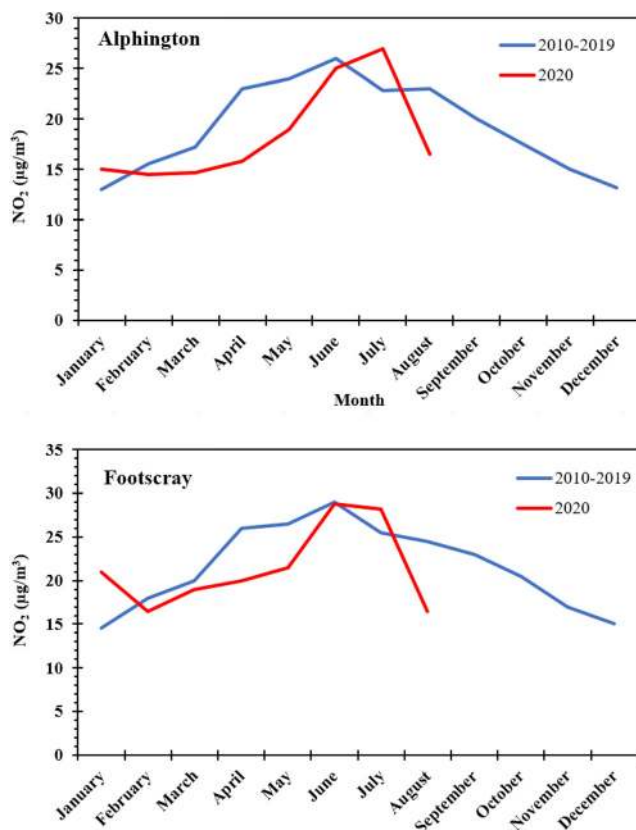 Alphington
2010-2019
2020
NO₂ (µg/m³)
30
25
20
15
10
5
0
January
February
March
April
May
June
July
August
September
October
November
December
Month
Footscray
2010-2019
2020
NO₂ (µg/m³)
35
30
25
20
15
10
5
0
January
February
March
April
May
June
July
August
September
October
November
December